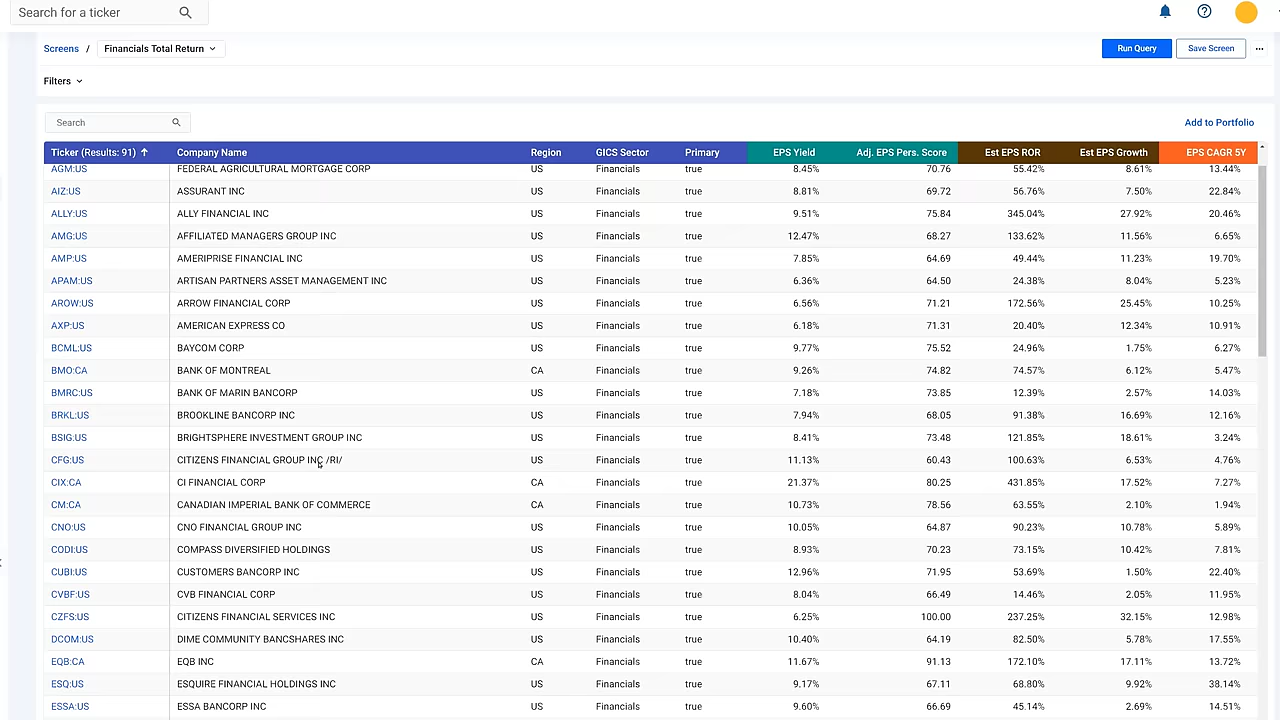 Search for a ticker
Screens / Financials Total Return
Run Query Save Screen ...
Filters
Search
Add to Portfolio
Ticker (Results: 91) Company Name Region GICS Sector Primary EPS Yield Adj. EPS Pers. Score Est EPS ROR Est EPS Growth EPS CAGR 5Y
AGM:US FEDERAL AGRICULTURAL MORTGAGE CORP US Financials true 8.45% 70.76 55.42% 8.61% 13.44%
AIZ:US ASSURANT INC US Financials true 8.81% 69.72 56.76% 7.50% 22.84%
ALLY:US ALLY FINANCIAL INC US Financials true 9.51% 75.84 345.04% 27.92% 20.46%
AMG:US AFFILIATED MANAGERS GROUP INC US Financials true 12.47% 68.27 133.62% 11.56% 6.65%
AMP:US AMERIPRISE FINANCIAL INC US Financials true 7.85% 64.69 49.44% 11.23% 19.70%
APAM:US ARTISAN PARTNERS ASSET MANAGEMENT INC US Financials true 6.36% 64.50 24.38% 8.04% 5.23%
AROW:US ARROW FINANCIAL CORP US Financials true 6.56% 71.21 172.56% 25.45% 10.25%
AXP:US AMERICAN EXPRESS CO US Financials true 6.18% 71.31 20.40% 12.34% 10.91%
BCML:US BAYCOM CORP US Financials true 9.77% 75.52 24.96% 1.75% 6.27%
BMO:CA BANK OF MONTREAL CA Financials true 9.26% 74.82 74.57% 6.12% 5.47%
BMRC:US BANK OF MARIN BANCORP US Financials true 7.18% 73.85 12.39% 2.57% 14.03%
BRKL:US BROOKLINE BANCORP INC US Financials true 7.94% 68.05 91.38% 16.69% 12.16%
BSIG:US BRIGHTSPHERE INVESTMENT GROUP INC US Financials true 8.41% 73.48 121.85% 18.61% 3.24%
CFG:US CITIZENS FINANCIAL GROUP INC /RI/ US Financials true 11.13% 60.43 100.63% 6.53% 4.76%
CIX:CA CI FINANCIAL CORP CA Financials true 21.37% 80.25 431.85% 17.52% 7.27%
CM:CA CANADIAN IMPERIAL BANK OF COMMERCE CA Financials true 10.73% 78.56 63.55% 2.10% 1.94%
CNO:US CNO FINANCIAL GROUP INC US Financials true 10.05% 64.87 90.23% 10.78% 5.89%
CODI:US COMPASS DIVERSIFIED HOLDINGS US Financials true 8.93% 70.23 73.15% 10.42% 7.81%
CUBI:US CUSTOMERS BANCORP INC US Financials true 12.96% 71.95 53.69% 1.50% 22.40%
CVBF:US CVB FINANCIAL CORP US Financials true 8.04% 66.49 14.46% 2.05% 11.95%
CZFS:US CITIZENS FINANCIAL SERVICES INC US Financials true 6.25% 100.00 237.25% 32.15% 12.98%
DCOM:US DIME COMMUNITY BANCSHARES INC US Financials true 10.40% 64.19 82.50% 5.78% 17.55%
EQB:CA EQB INC CA Financials true 11.67% 91.13 172.10% 17.11% 13.72%
ESQ:US ESQUIRE FINANCIAL HOLDINGS INC US Financials true 9.17% 67.11 68.80% 9.92% 38.14%
ESSA:US ESSA BANCORP INC US Financials true 9.60% 66.69 45.14% 2.69% 14.51%